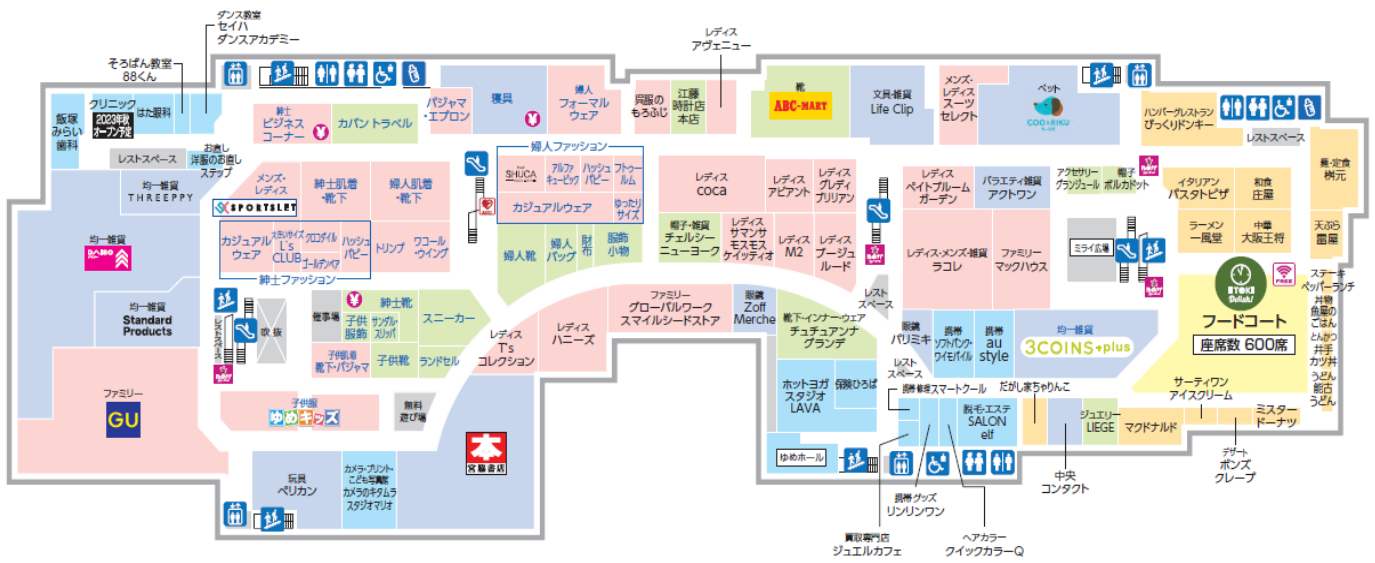 ダンス教室
セイハ
ダンスアカデミー
そろばん教室
88くん
レディス
アヴェニュー
飯塚
みらい
歯科
クリニック
2023年秋
オープン予定
はた眼科
レストスペース
お直し
洋服のお直し
ステップ
紳士
ビジネス
コーナー
カバントラベル
パジャマ
・エプロン
寝具
婦人
フォーマル
ウェア
呉服の
もろふじ
江藤
時計店
本店
靴
ABC-MART
文具・雑貨
Life Clip
メンズ・
レディス
スーツ
セレクト
ペット
COO&RIKU
ハンバーグレストラン
びっくりドンキー
レストスペース
麺・定食
桝元
均一雑貨
THREEPPY
均一雑貨
DAISO
均一雑貨
Standard
Products
ファミリー
GU
メンズ・
レディス
SPORTSLET
紳士肌着
・靴下
婦人肌着
・靴下
カジュアル
ウェア
大きいサイズ
L's
CLUB
クロコダイル
ゴールデンベア
ハッシュ
パピー
紳士ファッション
トリンプ
ワコール
・ウイング
AED
婦人ファッション
SHUCA
アルファ
キュービック
ハッシュ
パピー
フトゥー
ルム
カジュアルウェア
ゆったり
サイズ
婦人靴
婦人
バッグ
財
布
服飾
小物
レディス
coca
レディス
アビアント
レディス
グレディ
ブリリアン
帽子・雑貨
チェルシー
ニューヨーク
レディス
サマンサ
モスモス
ケイッティオ
レディス
M2
レディス
プージュ
ルード
レディス
ペイトブルーム
ガーデン
バラエティ雑貨
アクトワン
アクセサリー
グランジュール
帽子
ポルカドット
レディス・メンズ・雑貨
ラコレ
ファミリー
マックハウス
ミライ広場
イタリアン
パスタトピザ
和食
庄屋
ラーメン
一風堂
中華
大阪王将
天ぷら
雷屋
ステーキ
ペッパーランチ
丼物
魚屋の
ごはん
とんかつ
井手
カツ丼
うどん
能古
うどん
FREE
フードコート
座席数 600席
レストスペース
吹 抜
催事場
紳士靴
子供
服飾
サンダル・
スリッパ
スニーカー
子供肌着
靴下・パジャマ
子供靴
ランドセル
子供服
ゆめキッズ
無料
遊び場
レディス
T's
コレクション
レディス
ハニーズ
ファミリー
グローバルワーク
スマイルシードストア
眼鏡
Zoff
Merche
靴下・インナー・ウェア
チュチュアンナ
グランデ
レスト
スペース
眼鏡
パリミキ
携帯
ソフトバンク・
ワイモバイル
携帯
au
style
均一雑貨
3COINS+plus
レスト
スペース
ホットヨガ
スタジオ
LAVA
保険ひろば
携帯修理スマートクール
だがし家ちゃりんこ
脱毛・エステ
SALON
elf
ジュエリー
LIEGE
マクドナルド
サーティワン
アイスクリーム
ミスター
ドーナツ
デザート
ボンズ
クレープ
中央
コンタクト
ゆめホール
携帯グッズ
リンリンワン
買取専門店
ジュエルカフェ
ヘアカラー
クイックカラーQ
玩具
ペリカン
カメラ・プリント・
こども写真館
カメラのキタムラ
スタジオマリオ
本
宮脇書店